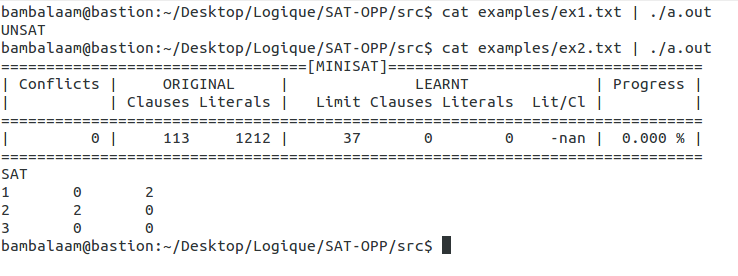 bambalaam@bastion:~/Desktop/Logique/SAT-OPP/src$ cat examples/ex1.txt | ./a.out
UNSAT
bambalaam@bastion:~/Desktop/Logique/SAT-OPP/src$ cat examples/ex2.txt | ./a.out
===================================[MINISAT]===================================
| Conflicts |     ORIGINAL     |              LEARNT              | Progress |
|           | Clauses Literals |   Limit Clauses Literals  Lit/Cl |          |
===============================================================================
|         0 |     113     1212 |      37       0        0    -nan |  0.000 % |
===============================================================================
SAT
1       0       2
2       2       0
3       0       0
bambalaam@bastion:~/Desktop/Logique/SAT-OPP/src$